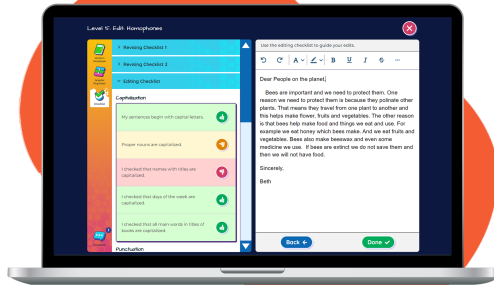 Level 5: Edit: Homophones
Revising Checklist 1
Revising Checklist 2
Editing Checklist
Capitalization
My sentences begin with capital letters.
Proper nouns are capitalized.
I checked that names with titles are
capitalized.
I checked that days of the week are
capitalized.
I checked that all main words in titles of
books are capitalized.
Punctuation
Use the editing checklist to guide your edits.
Dear People on the planet,
Bees are important and we need to protect them. One
reason we need to protect them is because they polinate other
plants. That means they travel from one plant to another and
this helps make flower, fruits and vegetables. The other reason
is that bees help make food and things we eat and use. For
example we eat honey which bees make. And we eat fruits and
vegetables. Bees also make beeswax and even some
medicine we use. If bees are extinct we do not save them and
then we will not have food.
Sincerely,
Beth
Back
Done